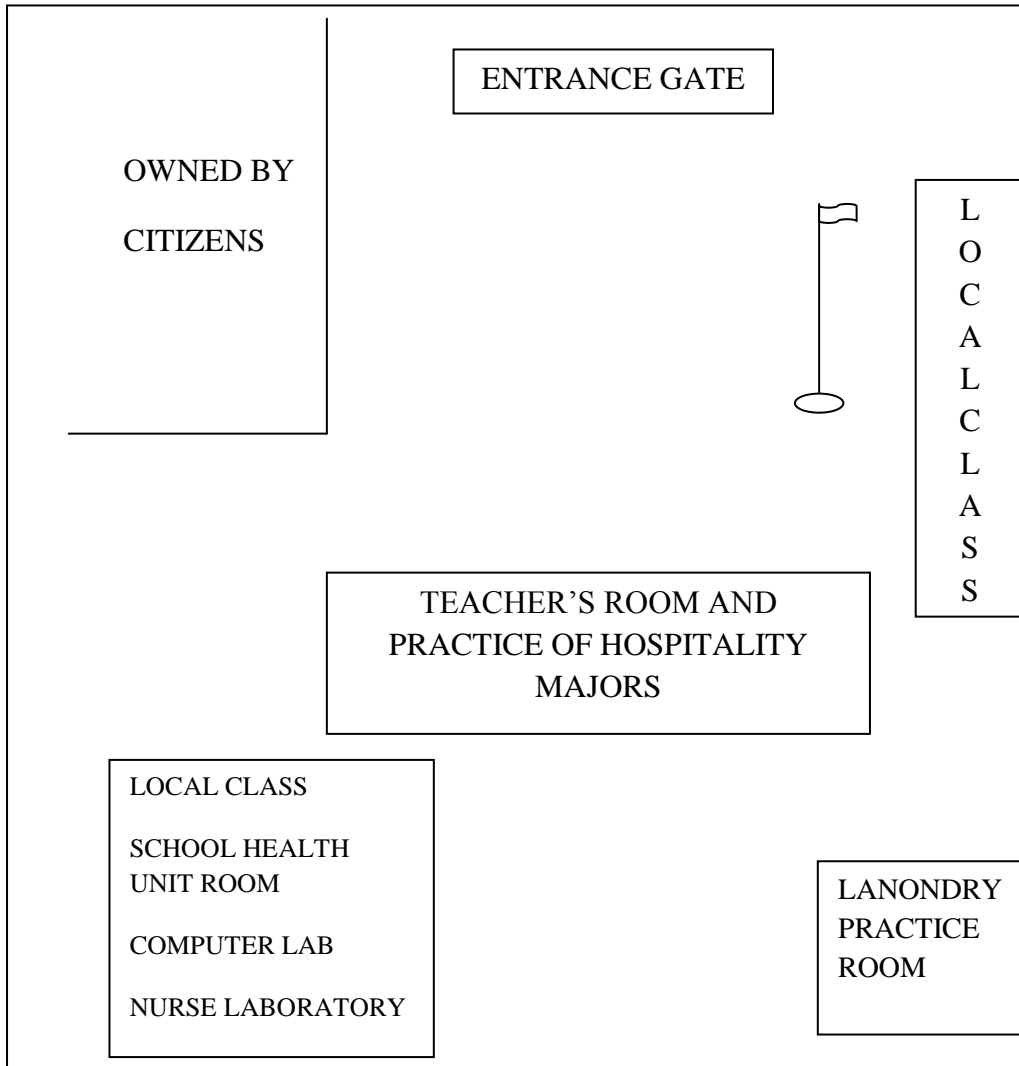 ENTRANCE GATE
OWNED BY
CITIZENS
L
O
C
A
L
C
L
A
S
S
TEACHER’S ROOM AND
PRACTICE OF HOSPITALITY
MAJORS
LOCAL CLASS
SCHOOL HEALTH
UNIT ROOM
COMPUTER LAB
NURSE LABORATORY
LANONDRY
PRACTICE
ROOM